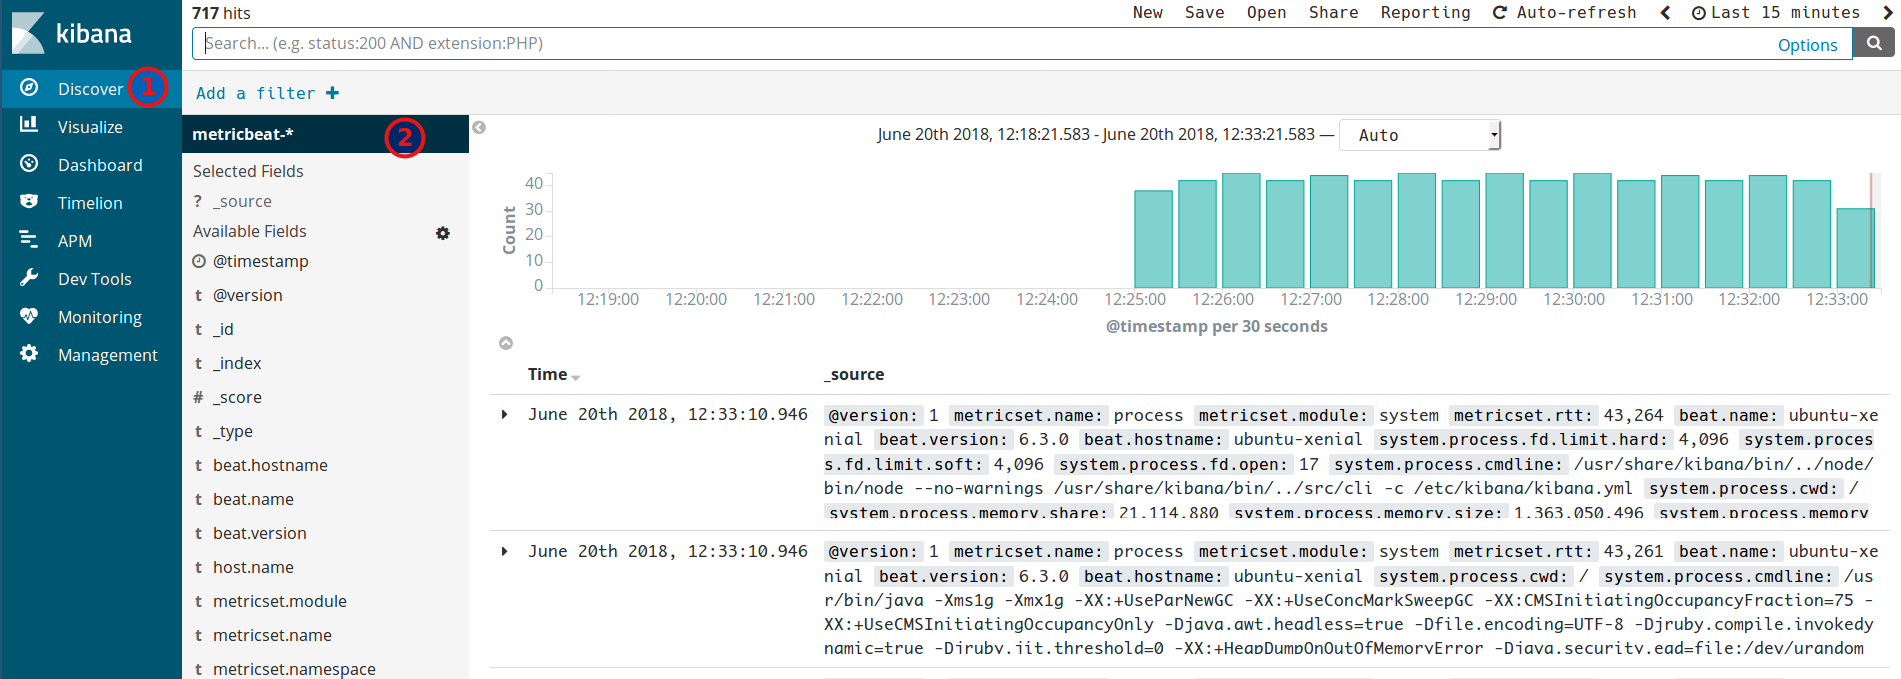 kibana
Discover 1
Visualize
Dashboard
Timelion
APM
Dev Tools
Monitoring
Management
717 hits
New Save Open Share Reporting Auto-refresh Last 15 minutes
Search... (e.g. status:200 AND extension:PHP)
Options
Add a filter
metricbeat-* 2
Selected Fields
? _source
Available Fields
@timestamp
t @version
t _id
t _index
# _score
t _type
t beat.hostname
t beat.name
t beat.version
t host.name
t metricset.module
t metricset.name
t metricset.namespace
June 20th 2018, 12:18:21.583 - June 20th 2018, 12:33:21.583 — Auto
Count
40
30
20
10
0
12:19:00 12:20:00 12:21:00 12:22:00 12:23:00 12:24:00 12:25:00 12:26:00 12:27:00 12:28:00 12:29:00 12:30:00 12:31:00 12:32:00 12:33:00
@timestamp per 30 seconds
Time _source
June 20th 2018, 12:33:10.946
@version: 1 metricset.name: process metricset.module: system metricset.rtt: 43,264 beat.name: ubuntu-xe
nial beat.version: 6.3.0 beat.hostname: ubuntu-xenial system.process.fd.limit.hard: 4,096 system.proces
s.fd.limit.soft: 4,096 system.process.fd.open: 17 system.process.cmdline: /usr/share/kibana/bin/../node/
bin/node --no-warnings /usr/share/kibana/bin/../src/cli -c /etc/kibana/kibana.yml system.process.cwd: /
system.process.memory.share: 21,114,880 system.process.memory.size: 1,363,050,496 system.process.memory
June 20th 2018, 12:33:10.946
@version: 1 metricset.name: process metricset.module: system metricset.rtt: 43,261 beat.name: ubuntu-xe
nial beat.version: 6.3.0 beat.hostname: ubuntu-xenial system.process.cwd: / system.process.cmdline: /us
r/bin/java -Xms1g -Xmx1g -XX:+UseParNewGC -XX:+UseConcMarkSweepGC -XX:CMSInitiatingOccupancyFraction=75 -
XX:+UseCMSInitiatingOccupancyOnly -Djava.awt.headless=true -Dfile.encoding=UTF-8 -Djruby.compile.invokedy
namic=true -Djruby.jit.threshold=0 -XX:+HeapDumpOnOutOfMemoryError -Djava.security.egd=file:/dev/urandom